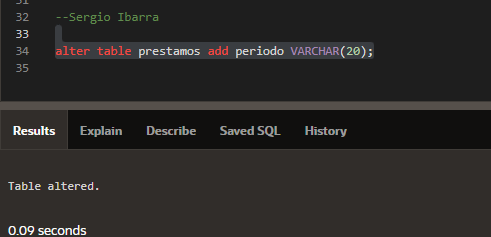 32 --Sergio Ibarra
33
34 alter table prestamos add periodo VARCHAR(20);
35
Results Explain Describe Saved SQL History
Table altered.
0.09 seconds